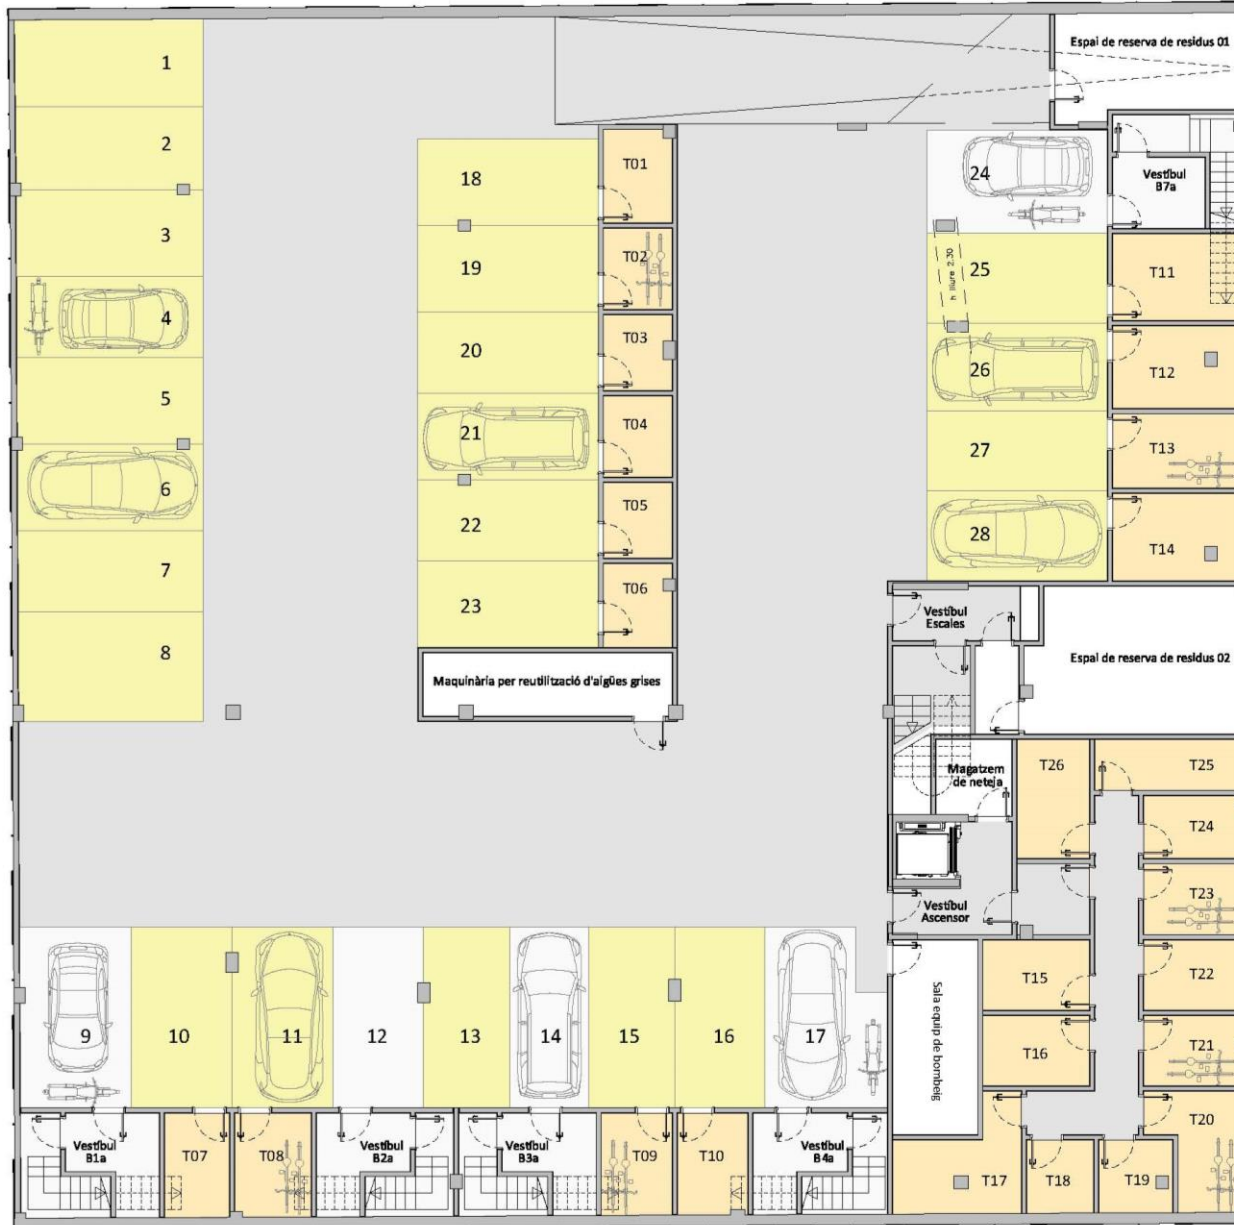 Espai de reserva de residus 01
1
2
3
4
5
6
7
8
18
19
20
21
22
23
T01
T02
T03
T04
T05
T06
Maquinària per reutilització d'aigües grises
24
25
h lliure 2.30
26
27
28
Vestíbul
B7a
T11
T12
T13
T14
Vestíbul
Escales
Espai de reserva de residus 02
Magatzem
de neteja
T26
T25
T24
T23
T22
T21
T20
Vestíbul
Ascensor
T15
T16
Sala equip de bombeig
T17
T18
T19
9
10
11
12
13
14
15
16
17
Vestíbul
B1a
T07
T08
Vestíbul
B2a
Vestíbul
B3a
T09
T10
Vestíbul
B4a